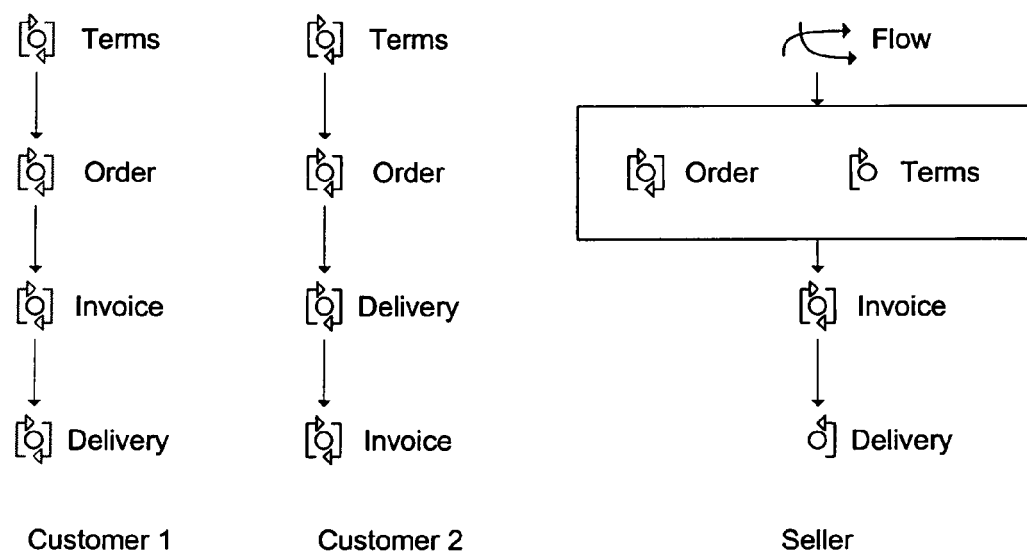 Terms Terms Flow
Order Order Order Terms
Invoice Delivery Invoice
Delivery Invoice Delivery
Customer 1 Customer 2 Seller